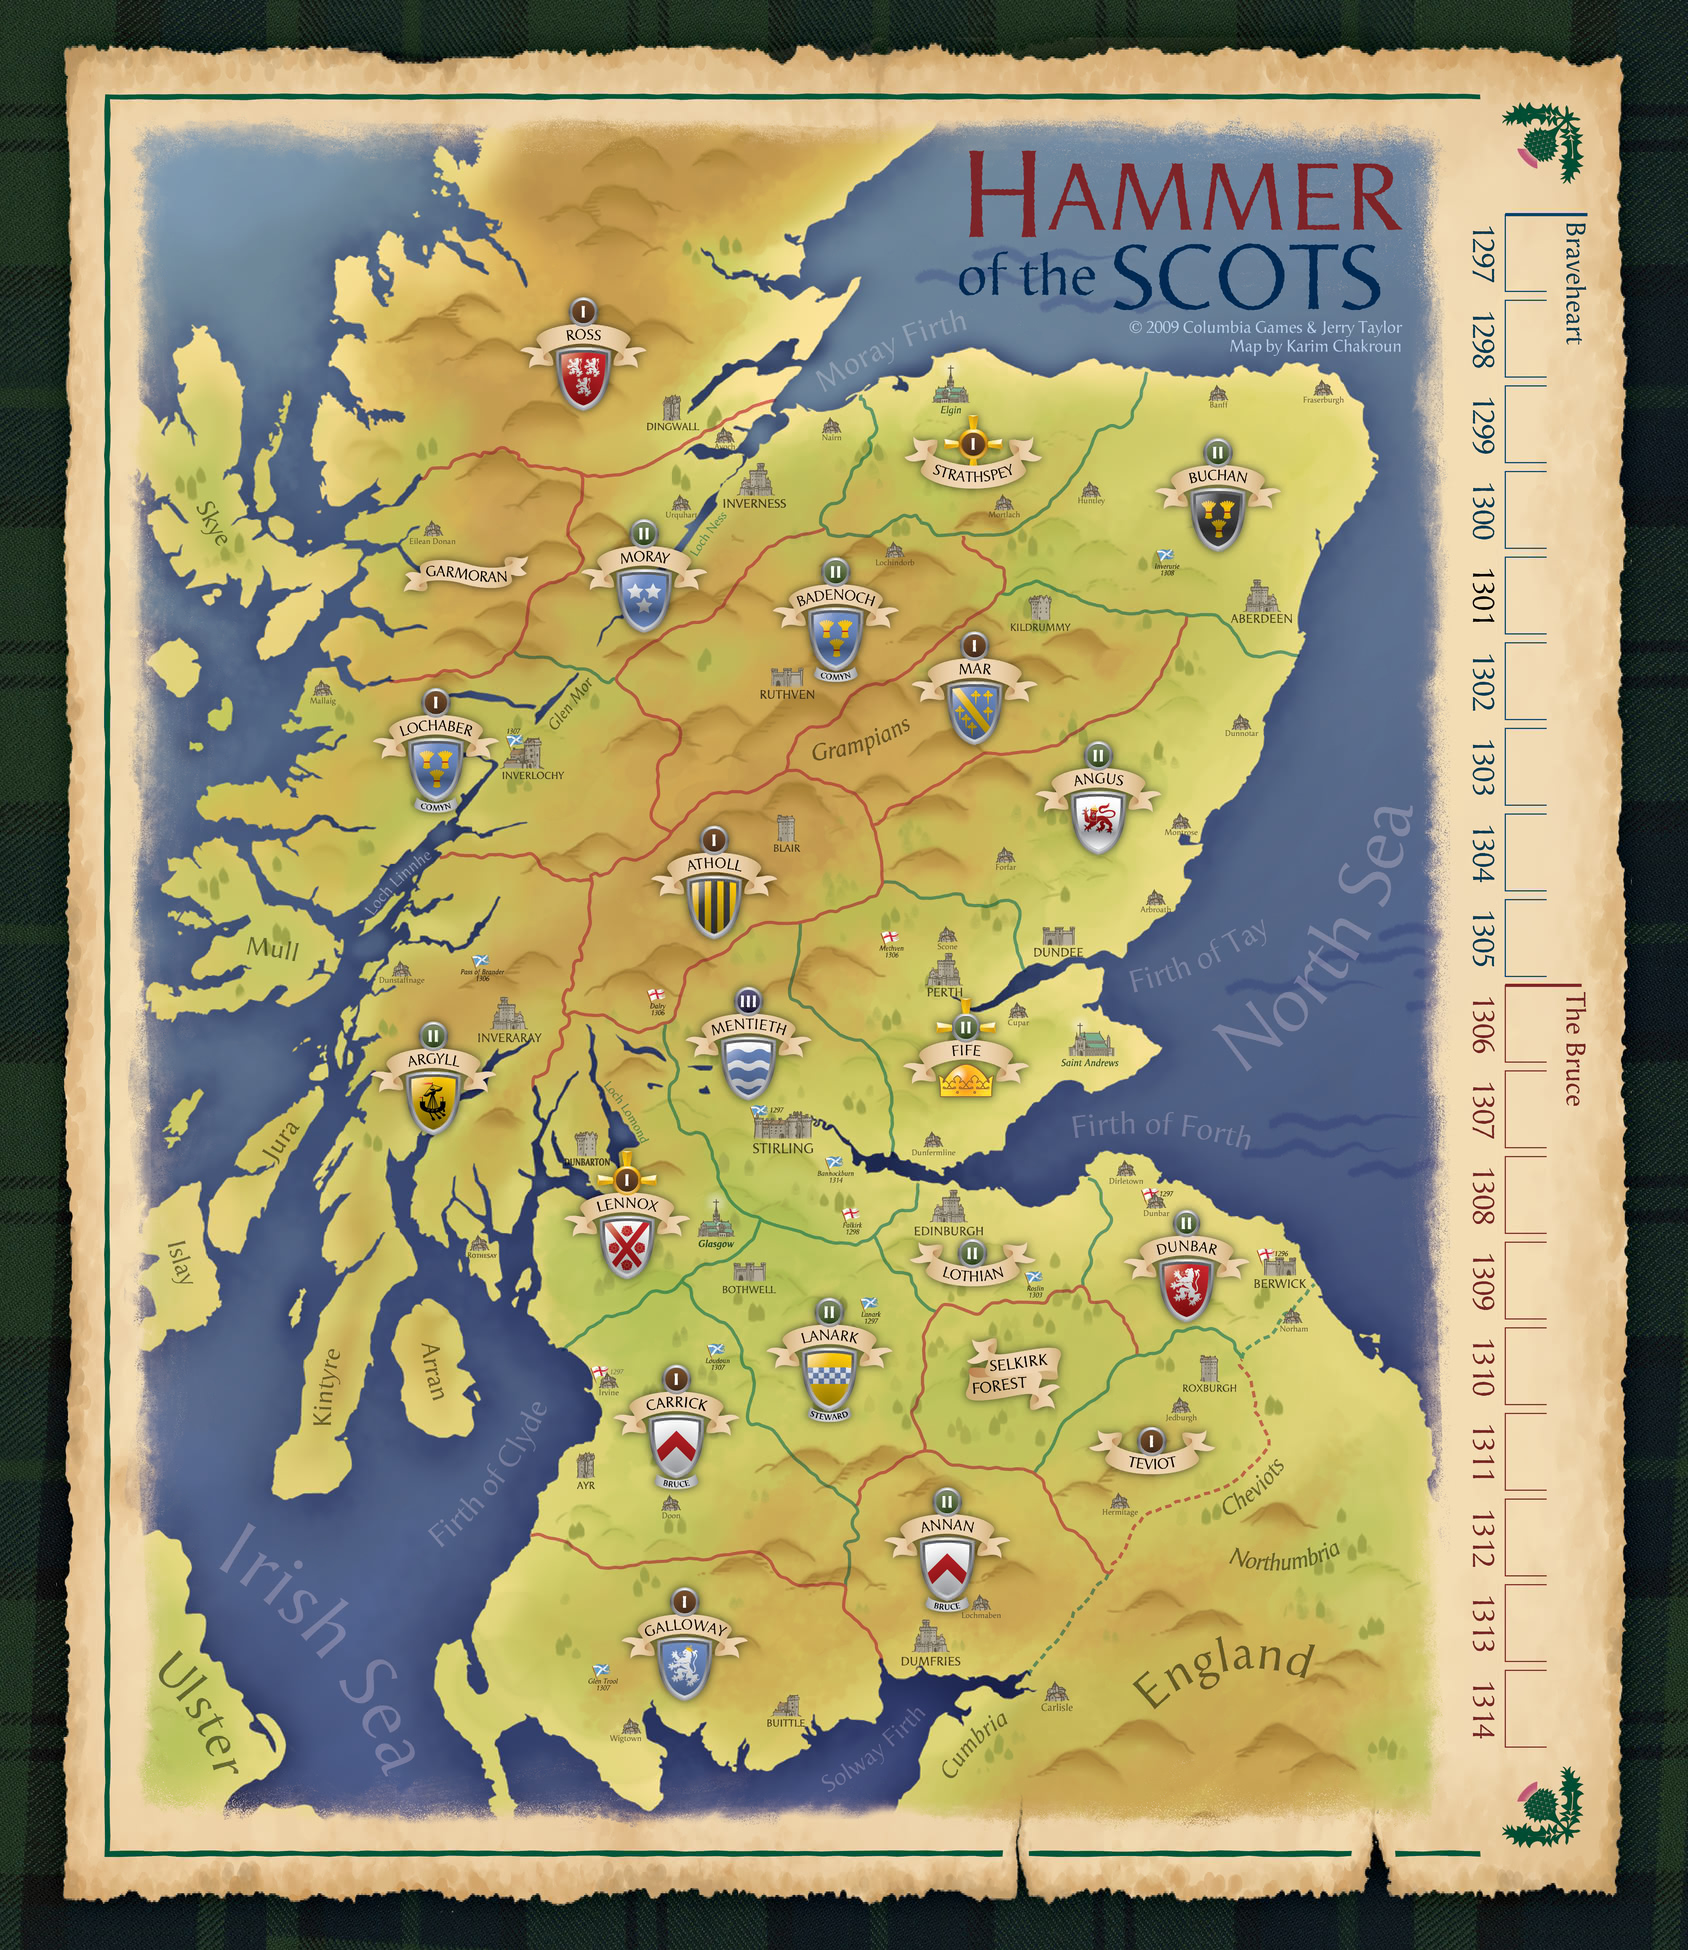 HAMMER
of the SCOTS
© 2009 Columbia Games & Jerry Taylor
Map by Karim Chakroun
Braveheart
1297
1298
1299
1300
1301
1302
1303
1304
1305
The Bruce
1306
1307
1308
1309
1310
1311
1312
1313
1314
Moray Firth
I
ROSS
DINGWALL
Avoch
Nairn
Elgin
I
STRATHSPEY
Banff
Fraserburgh
II
BUCHAN
Huntley
Mortlach
Inverurie
1308
ABERDEEN
INVERNESS
Urquhart
Loch Ness
Skye
Eilean Donan
GARMORAN
II
MORAY
Lochindorb
II
BADENOCH
COMYN
RUTHVEN
KILDRUMMY
I
MAR
Grampians
Dunnotar
Mallaig
I
LOCHABER
COMYN
1307
INVERLOCHY
Glen Mor
II
ANGUS
Montrose
Forfar
Arbroath
DUNDEE
I
ATHOLL
BLAIR
Loch Linnhe
Mull
Dunstaffnage
Pass of Brander
1306
INVERARAY
II
ARGYLL
Dalry
1306
Methven
1306
Scone
PERTH
Firth of Tay
North Sea
III
MENTIETH
II
FIFE
Cupar
Saint Andrews
1297
STIRLING
Bannockburn
1314
Dunfermline
Firth of Forth
Loch Lomond
DUNBARTON
I
LENNOX
Glasgow
Falkirk
1298
EDINBURGH
II
LOTHIAN
Roslin
1303
Dirletown
1297
Dunbar
II
DUNBAR
1296
BERWICK
Norham
Jura
Islay
Kintyre
Arran
ROTHESAY
BOTHWELL
II
LANARK
STEWARD
Lanark
1297
Loudoun
1307
1297
Irvine
I
CARRICK
BRUCE
AYR
Doon
SELKIRK
FOREST
ROXBURGH
Jedburgh
I
TEVIOT
Hermitage
Cheviots
Northumbria
Firth of Clyde
Irish Sea
Ulster
II
ANNAN
BRUCE
Lochmaben
DUMFRIES
I
GALLOWAY
Glen Trool
1307
Wigtown
BUITTLE
Solway Firth
Cumbria
Carlisle
England